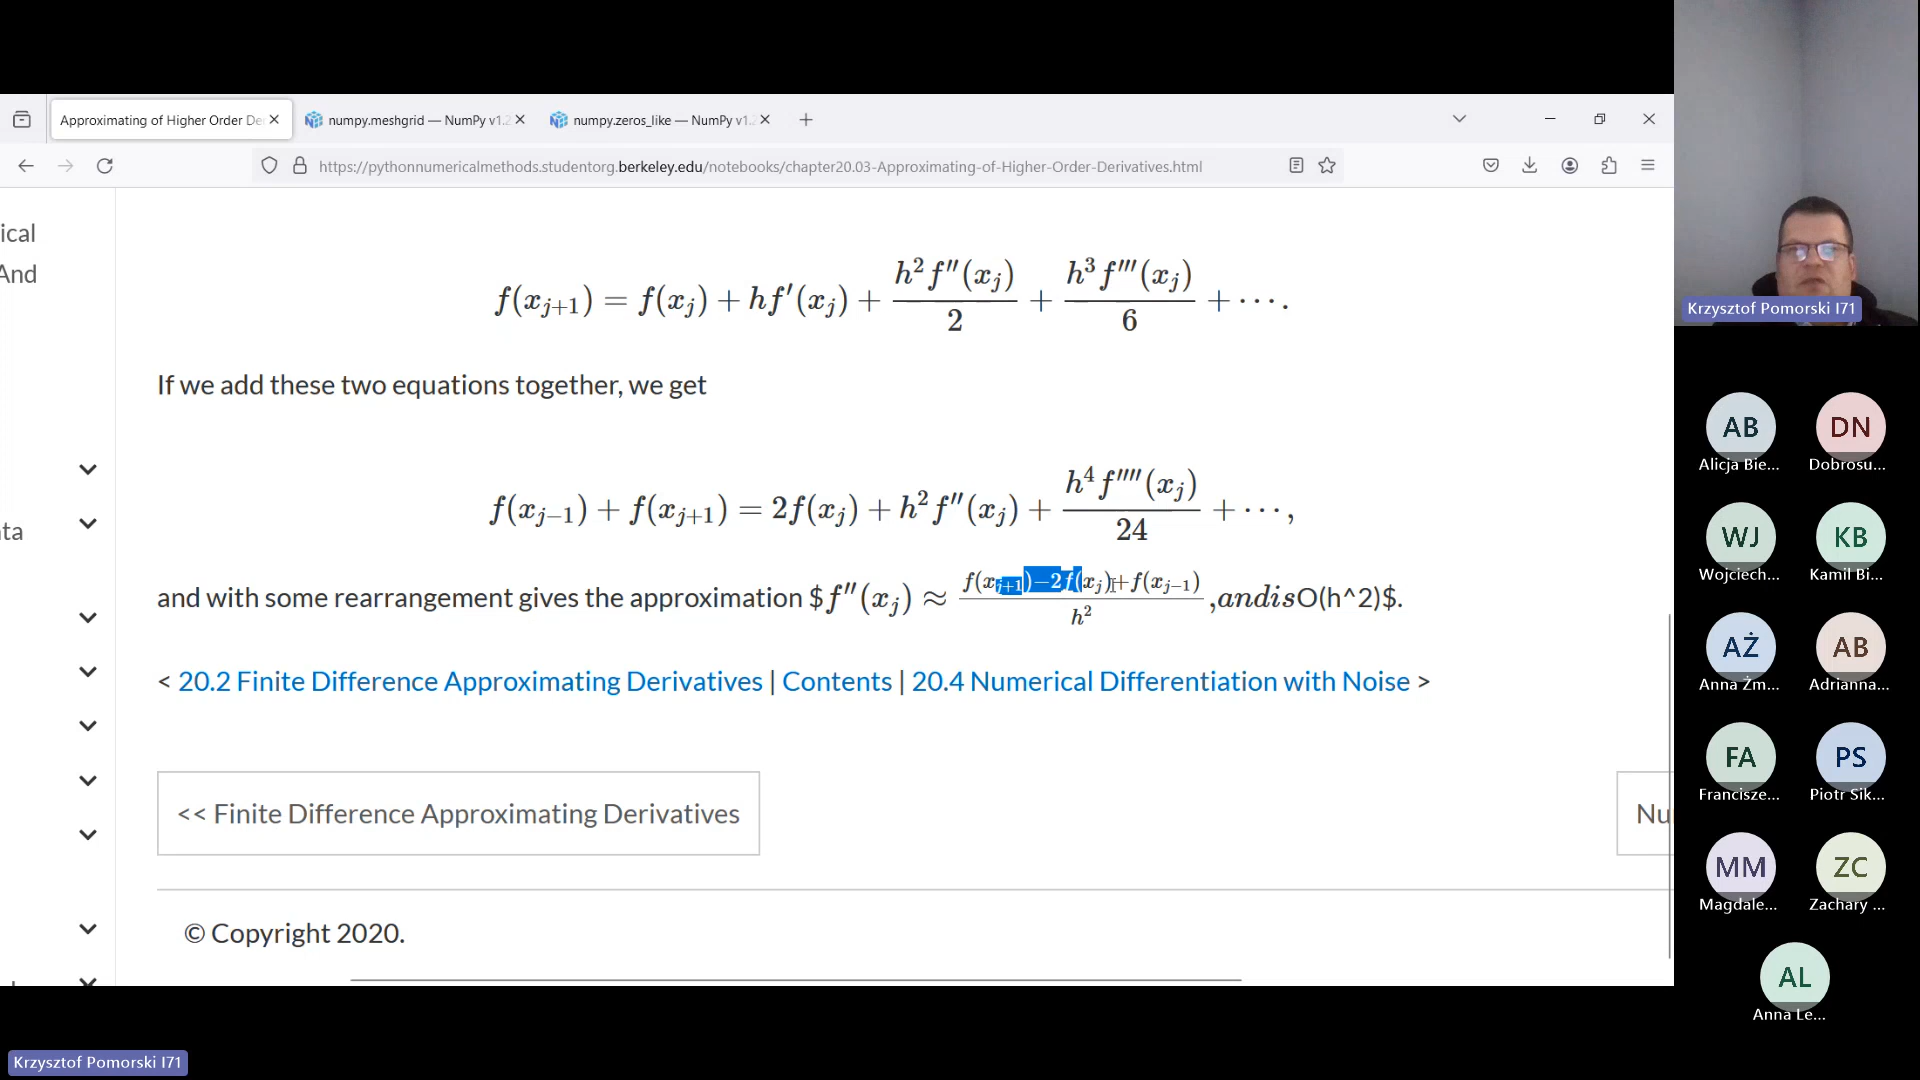 Approximating of Higher Order De
numpy.meshgrid — NumPy v1.2
numpy.zeros_like — NumPy v1.
https://pythonnumericalmethods.studentorg.berkeley.edu/notebooks/chapter20.03-Approximating-of-Higher-Order-Derivatives.html
ical
And
ta
f(x_{j+1}) = f(x_j) + hf′(x_j) + h²f″(x_j)/2 + h³f‴(x_j)/6 + ⋯.
If we add these two equations together, we get
f(x_{j−1}) + f(x_{j+1}) = 2f(x_j) + h²f″(x_j) + h⁴f⁗(x_j)/24 + ⋯,
and with some rearrangement gives the approximation $f″(x_j) ≈ f(x_{j+1})−2f(x_j)+f(x_{j−1})/h² ,andisO(h^2)$.
< 20.2 Finite Difference Approximating Derivatives | Contents | 20.4 Numerical Differentiation with Noise >
<< Finite Difference Approximating Derivatives
Nu
© Copyright 2020.
Krzysztof Pomorski I71
AB
Alicja Bie...
DN
Dobrosu...
WJ
Wojciech...
KB
Kamil Bi...
AŻ
Anna Żm...
AB
Adrianna...
FA
Francisze...
PS
Piotr Sik...
MM
Magdale...
ZC
Zachary ...
AL
Anna Le...
Krzysztof Pomorski I71